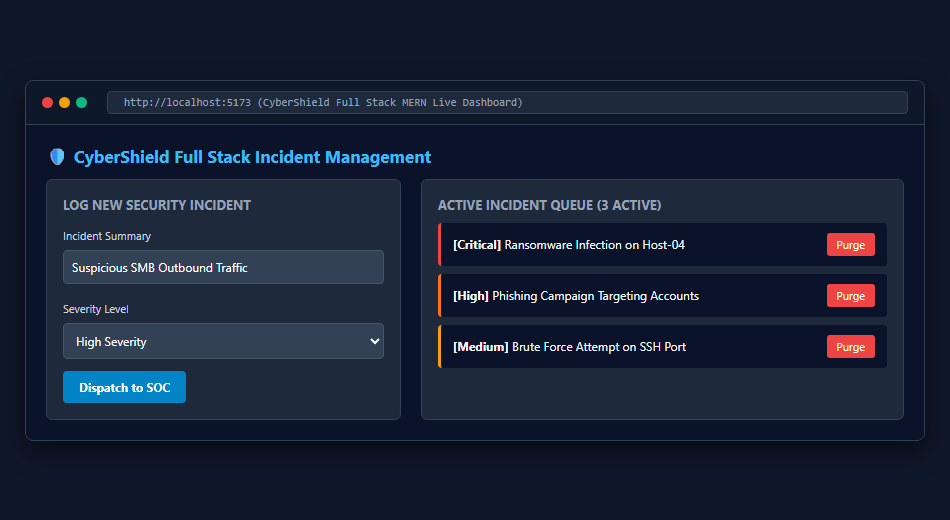 http://localhost:5173 (CyberShield Full Stack MERN Live Dashboard)
CyberShield Full Stack Incident Management
LOG NEW SECURITY INCIDENT
Incident Summary
Suspicious SMB Outbound Traffic
Severity Level
High Severity
Dispatch to SOC
ACTIVE INCIDENT QUEUE (3 ACTIVE)
[Critical] Ransomware Infection on Host-04 Purge
[High] Phishing Campaign Targeting Accounts Purge
[Medium] Brute Force Attempt on SSH Port Purge